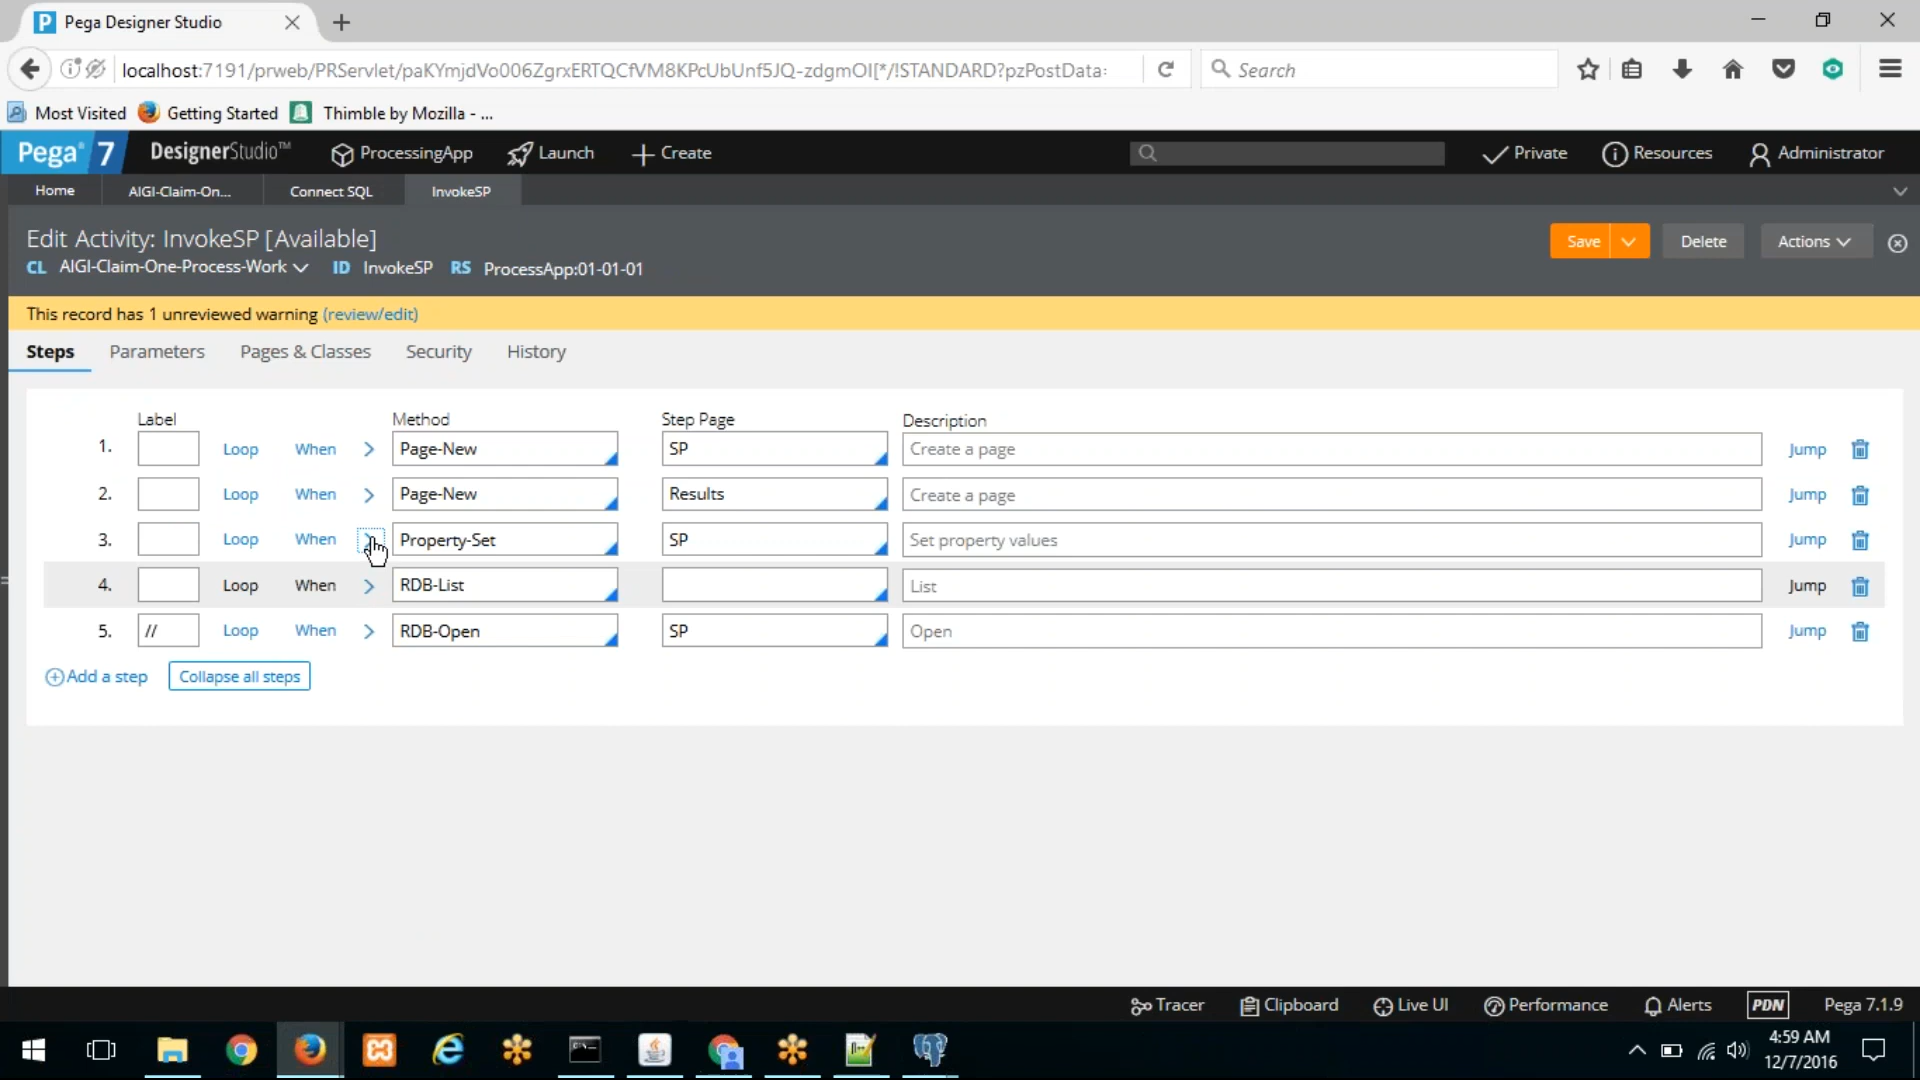 Pega Designer Studio
localhost:7191/prweb/PRServlet/paKYmjdVo006ZgrxERTQCfVM8KPcUbUnf5JQ-zdgmOI[*/!STANDARD?pzPostData:
Search
Most Visited Getting Started Thimble by Mozilla - ...
Pega 7 DesignerStudio™ ProcessingApp Launch Create Private Resources Administrator
Home AIGI-Claim-On... Connect SQL InvokeSP
Edit Activity: InvokeSP [Available]
Save Delete Actions
CL AIGI-Claim-One-Process-Work ID InvokeSP RS ProcessApp:01-01-01
This record has 1 unreviewed warning (review/edit)
Steps Parameters Pages & Classes Security History
Label Method Step Page Description
1. Loop When Page-New SP Create a page Jump
2. Loop When Page-New Results Create a page Jump
3. Loop When Property-Set SP Set property values Jump
4. Loop When RDB-List List Jump
5. // Loop When RDB-Open SP Open Jump
Add a step Collapse all steps
Tracer Clipboard Live UI Performance Alerts PDN Pega 7.1.9
4:59 AM
12/7/2016